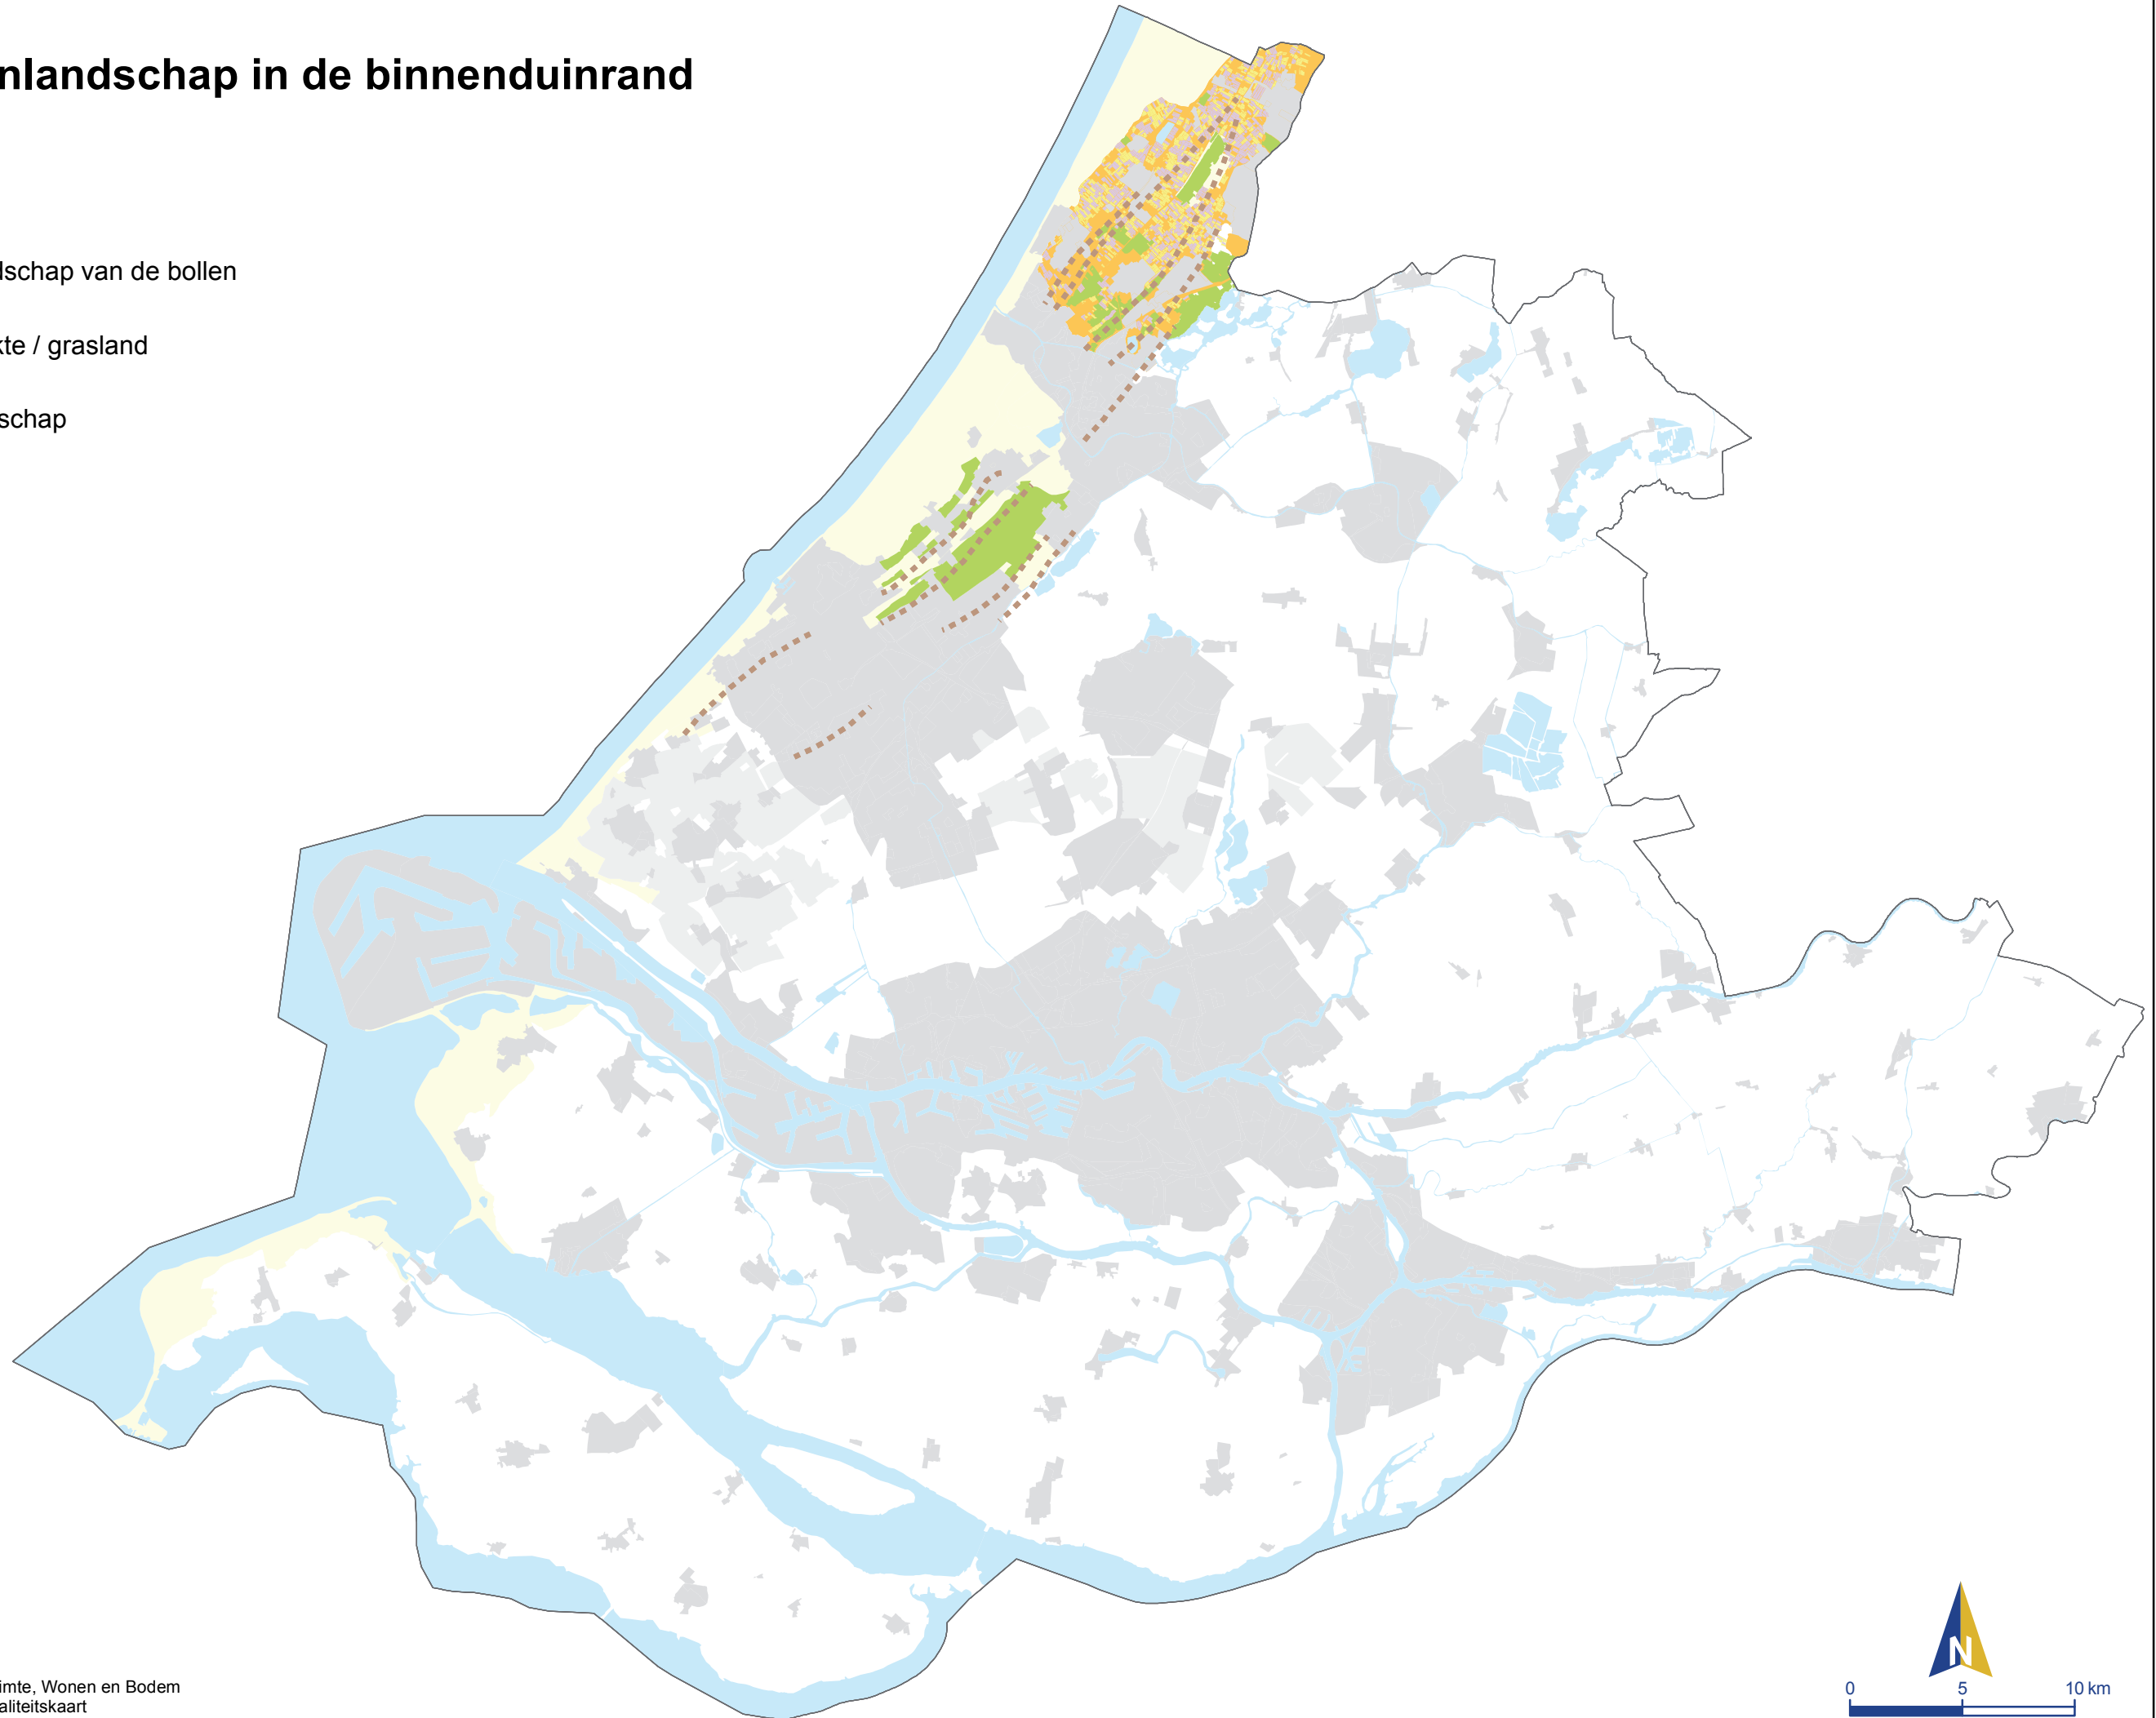 nlandschap in de binnenduinrand
dschap van de bollen
kte / grasland
schap
imte, Wonen en Bodem
aliteitskaart
N
0 5 10 km